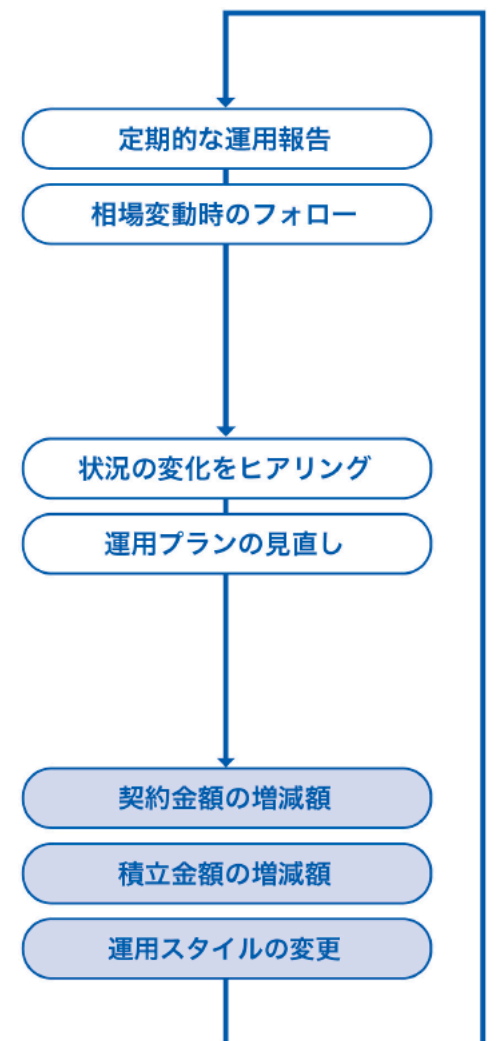 定期的な運用報告
相場変動時のフォロー
状況の変化をヒアリング
運用プランの見直し
契約金額の増減額
積立金額の増減額
運用スタイルの変更